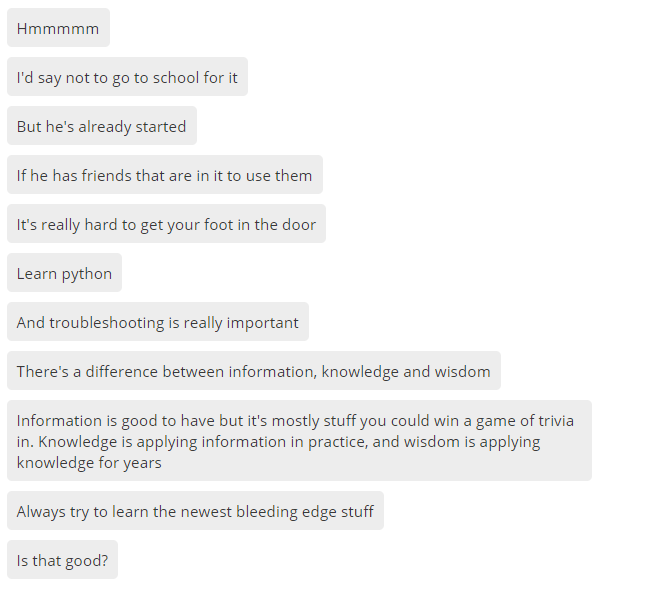 Hmmmmm
I'd say not to go to school for it
But he's already started
If he has friends that are in it to use them
It's really hard to get your foot in the door
Learn python
And troubleshooting is really important
There's a difference between information, knowledge and wisdom
Information is good to have but it's mostly stuff you could win a game of trivia
in. Knowledge is applying information in practice, and wisdom is applying
knowledge for years
Always try to learn the newest bleeding edge stuff
Is that good?